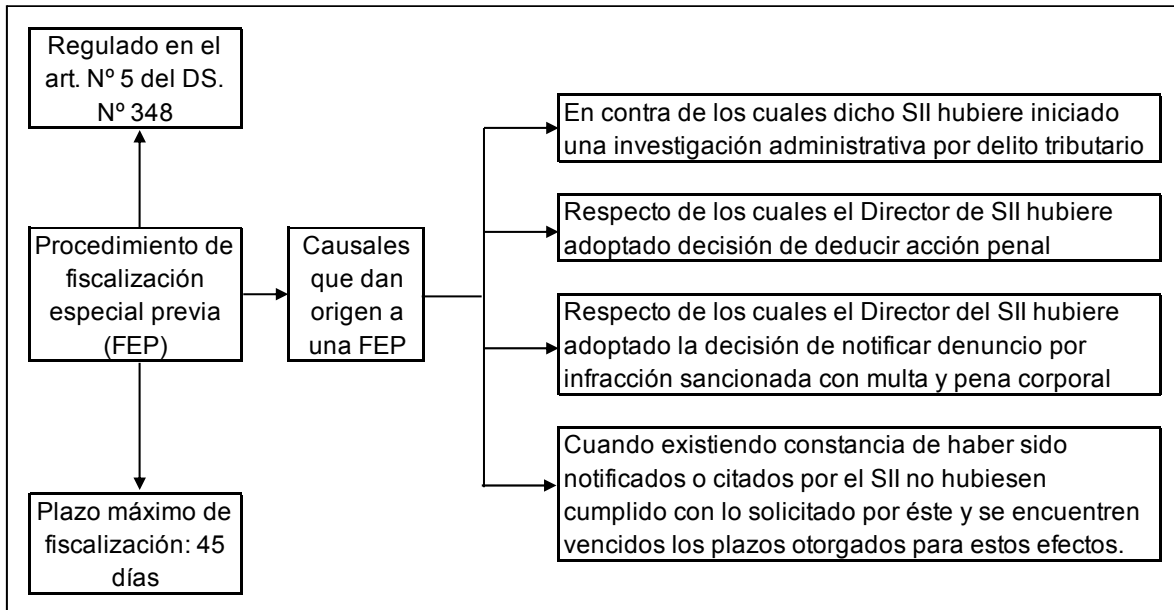 Regulado en el
art. Nº 5 del DS.
Nº 348
Procedimiento de
fiscalización
especial previa
(FEP)
Plazo máximo de
fiscalización: 45
días
Causales
que dan
origen a
una FEP
En contra de los cuales dicho SII hubiere iniciado
una investigación administrativa por delito tributario
Respecto de los cuales el Director de SII hubiere
adoptado decisión de deducir acción penal
Respecto de los cuales el Director del SII hubiere
adoptado la decisión de notificar denuncio por
infracción sancionada con multa y pena corporal
Cuando existiendo constancia de haber sido
notificados o citados por el SII no hubiesen
cumplido con lo solicitado por éste y se encuentren
vencidos los plazos otorgados para estos efectos.